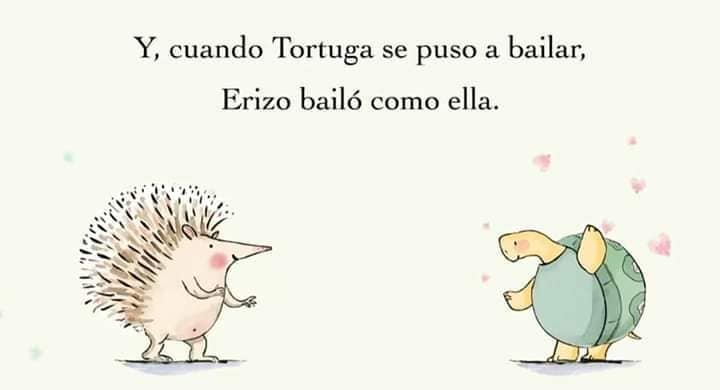 Y, cuando Tortuga se puso a bailar,
Erizo bailó como ella.